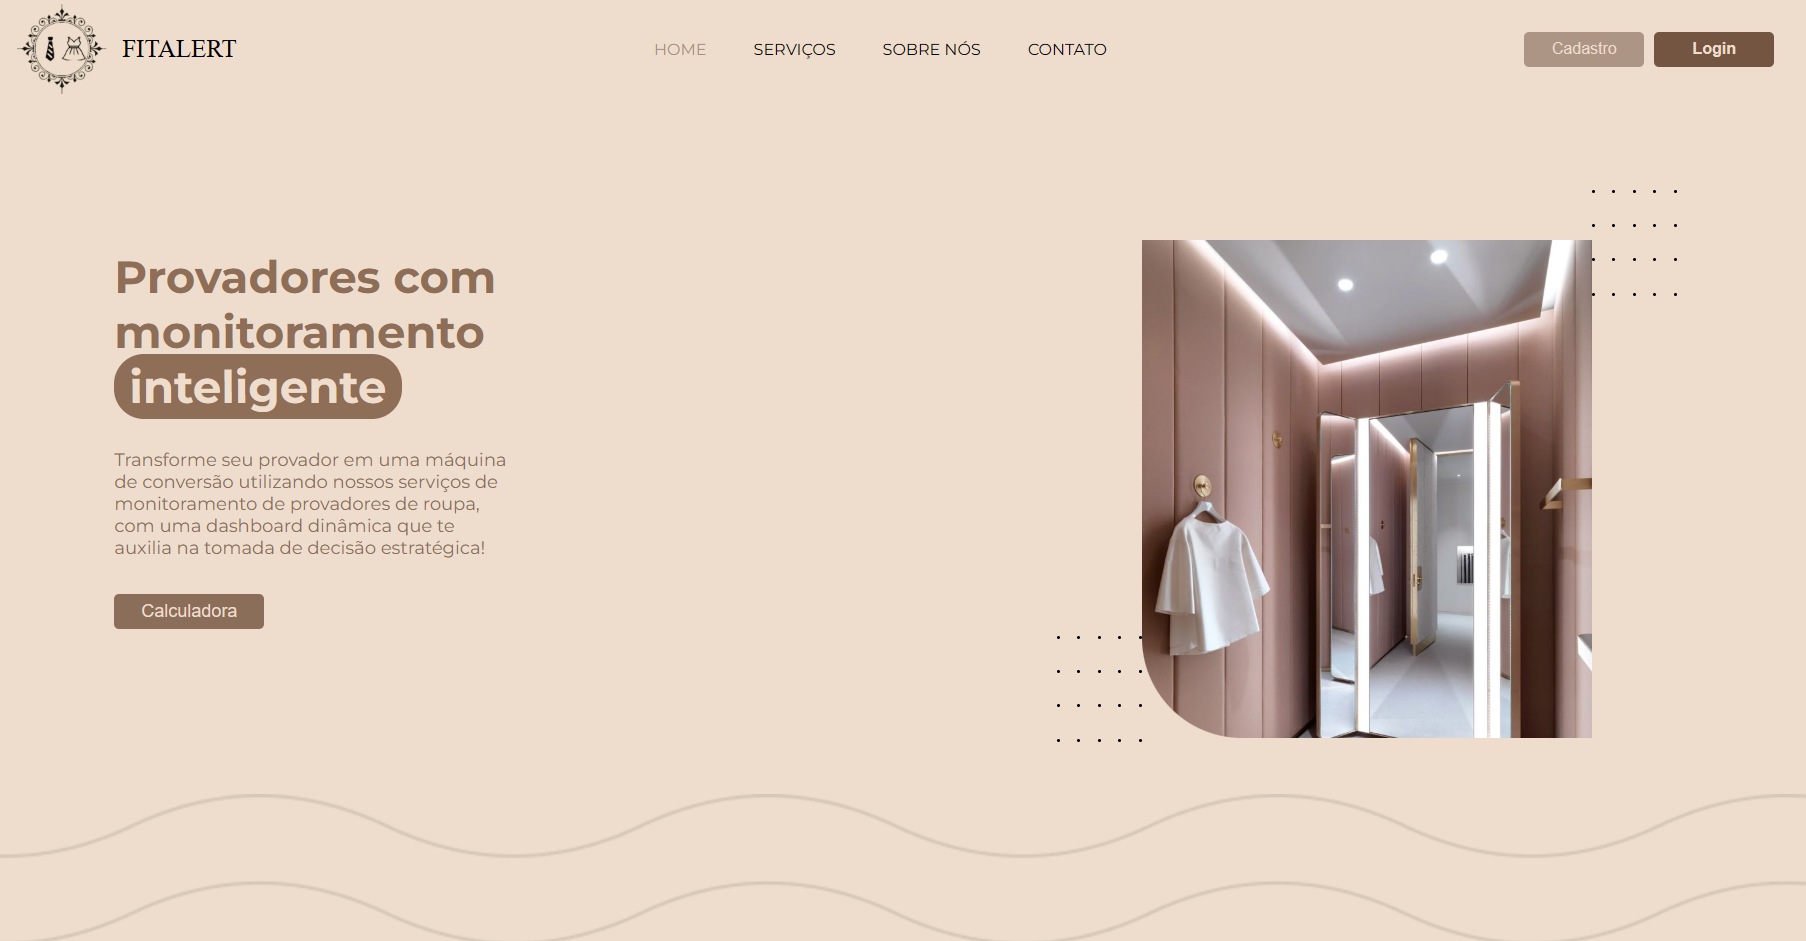 FITALERT
HOME
SERVIÇOS
SOBRE NÓS
CONTATO
Cadastro
Login
Provadores com
monitoramento
inteligente
Transforme seu provador em uma máquina
de conversão utilizando nossos serviços de
monitoramento de provadores de roupa,
com uma dashboard dinâmica que te
auxilia na tomada de decisão estratégica!
Calculadora